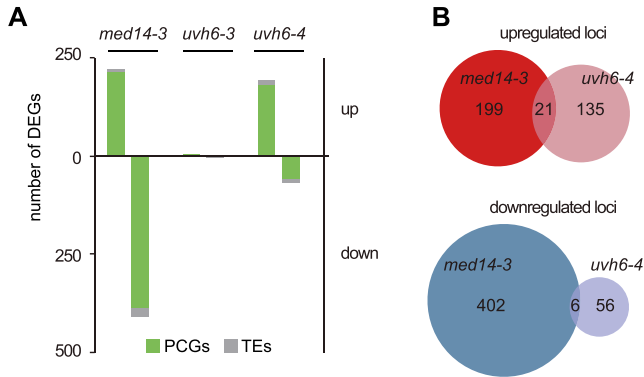 A
med14-3 uvh6-3 uvh6-4
number of DEGs
250
0
250
500
up
down
PCGs TEs
B
upregulated loci
med14-3 uvh6-4
199 21 135
downregulated loci
med14-3 uvh6-4
402 6 56